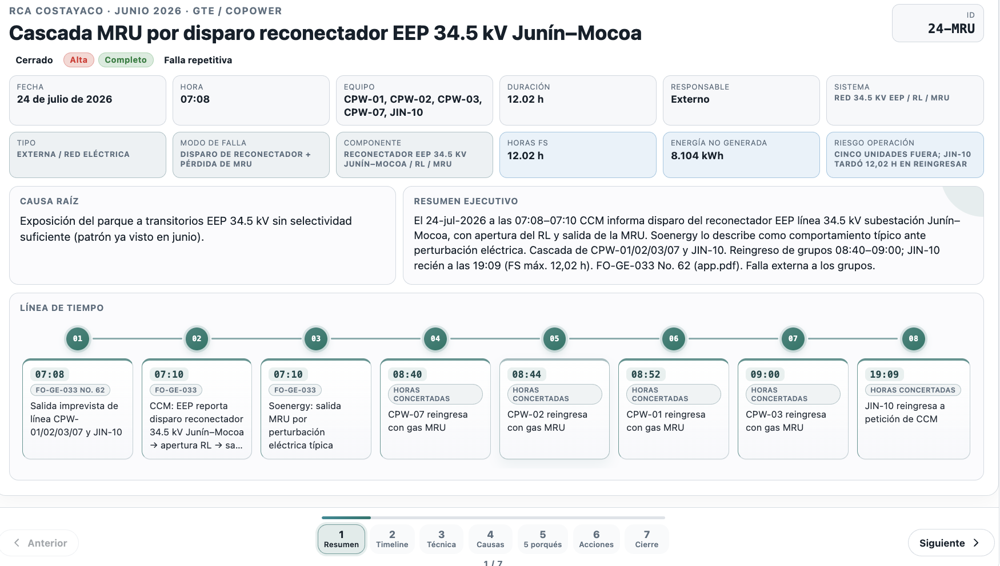 RCA COSTAYACO · JUNIO 2026 · GTE / COPOWER
Cascada MRU por disparo reconectador EEP 34.5 kV Junín–Mocoa
ID
24–MRU
Cerrado
Alta
Completo
Falla repetitiva
FECHA
24 de julio de 2026
HORA
07:08
EQUIPO
CPW-01, CPW-02, CPW-03,
CPW-07, JIN-10
DURACIÓN
12.02 h
RESPONSABLE
Externo
SISTEMA
RED 34.5 KV EEP / RL / MRU
TIPO
EXTERNA / RED ELÉCTRICA
MODO DE FALLA
DISPARO DE RECONECTADOR +
PÉRDIDA DE MRU
COMPONENTE
RECONECTADOR EEP 34.5 KV
JUNÍN–MOCOA / RL / MRU
HORAS FS
12.02 h
ENERGÍA NO GENERADA
8.104 kWh
RIESGO OPERACIÓN
CINCO UNIDADES FUERA; JIN-10
TARDÓ 12,02 H EN REINGRESAR
CAUSA RAÍZ
Exposición del parque a transitorios EEP 34.5 kV sin selectividad
suficiente (patrón ya visto en junio).
RESUMEN EJECUTIVO
El 24-jul-2026 a las 07:08–07:10 CCM informa disparo del reconectador EEP línea 34.5 kV subestación Junín–
Mocoa, con apertura del RL y salida de la MRU. Soenergy lo describe como comportamiento típico ante
perturbación eléctrica. Cascada de CPW-01/02/03/07 y JIN-10. Reingreso de grupos 08:40–09:00; JIN-10
recién a las 19:09 (FS máx. 12,02 h). FO-GE-033 No. 62 (app.pdf). Falla externa a los grupos.
LÍNEA DE TIEMPO
01
02
03
04
05
06
07
08
07:08
FO-GE-033 NO. 62
Salida imprevista de
línea CPW-
01/02/03/07 y JIN-10
07:10
FO-GE-033
CCM: EEP reporta
disparo reconectador
34.5 kV Junín–Mocoa
→ apertura RL → sa...
07:10
FO-GE-033
Soenergy: salida
MRU por
perturbación
eléctrica típica
08:40
HORAS
CONCERTADAS
CPW-07 reingresa
con gas MRU
08:44
HORAS
CONCERTADAS
CPW-02 reingresa
con gas MRU
08:52
HORAS
CONCERTADAS
CPW-01 reingresa
con gas MRU
09:00
HORAS
CONCERTADAS
CPW-03 reingresa
con gas MRU
19:09
HORAS CONCERTADAS
JIN-10 reingresa a
petición de CCM
Anterior
1
Resumen
2
Timeline
3
Técnica
4
Causas
5
5 porqués
6
Acciones
7
Cierre
Siguiente
1 / 7